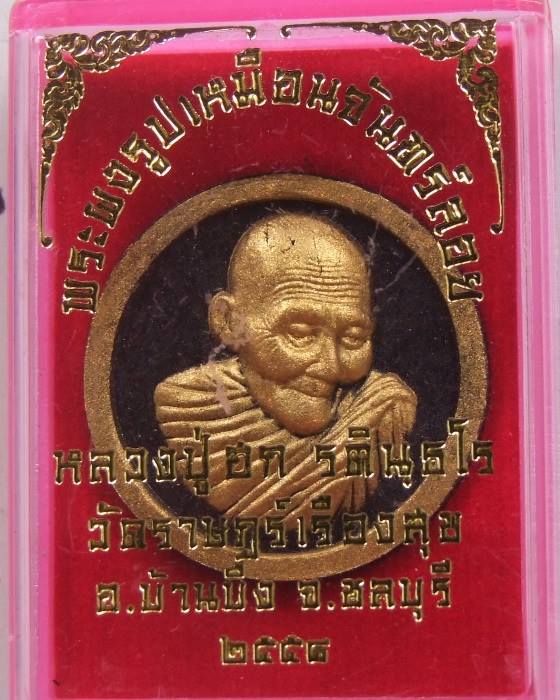 พระผงรูปเหมือนจันทร์ลอย
หลวงปู่ฮก รตินฺธโร
วัดราษฎร์เรืองสุข
อ.บ้านบึง จ.ชลบุรี
๒๕๕๘